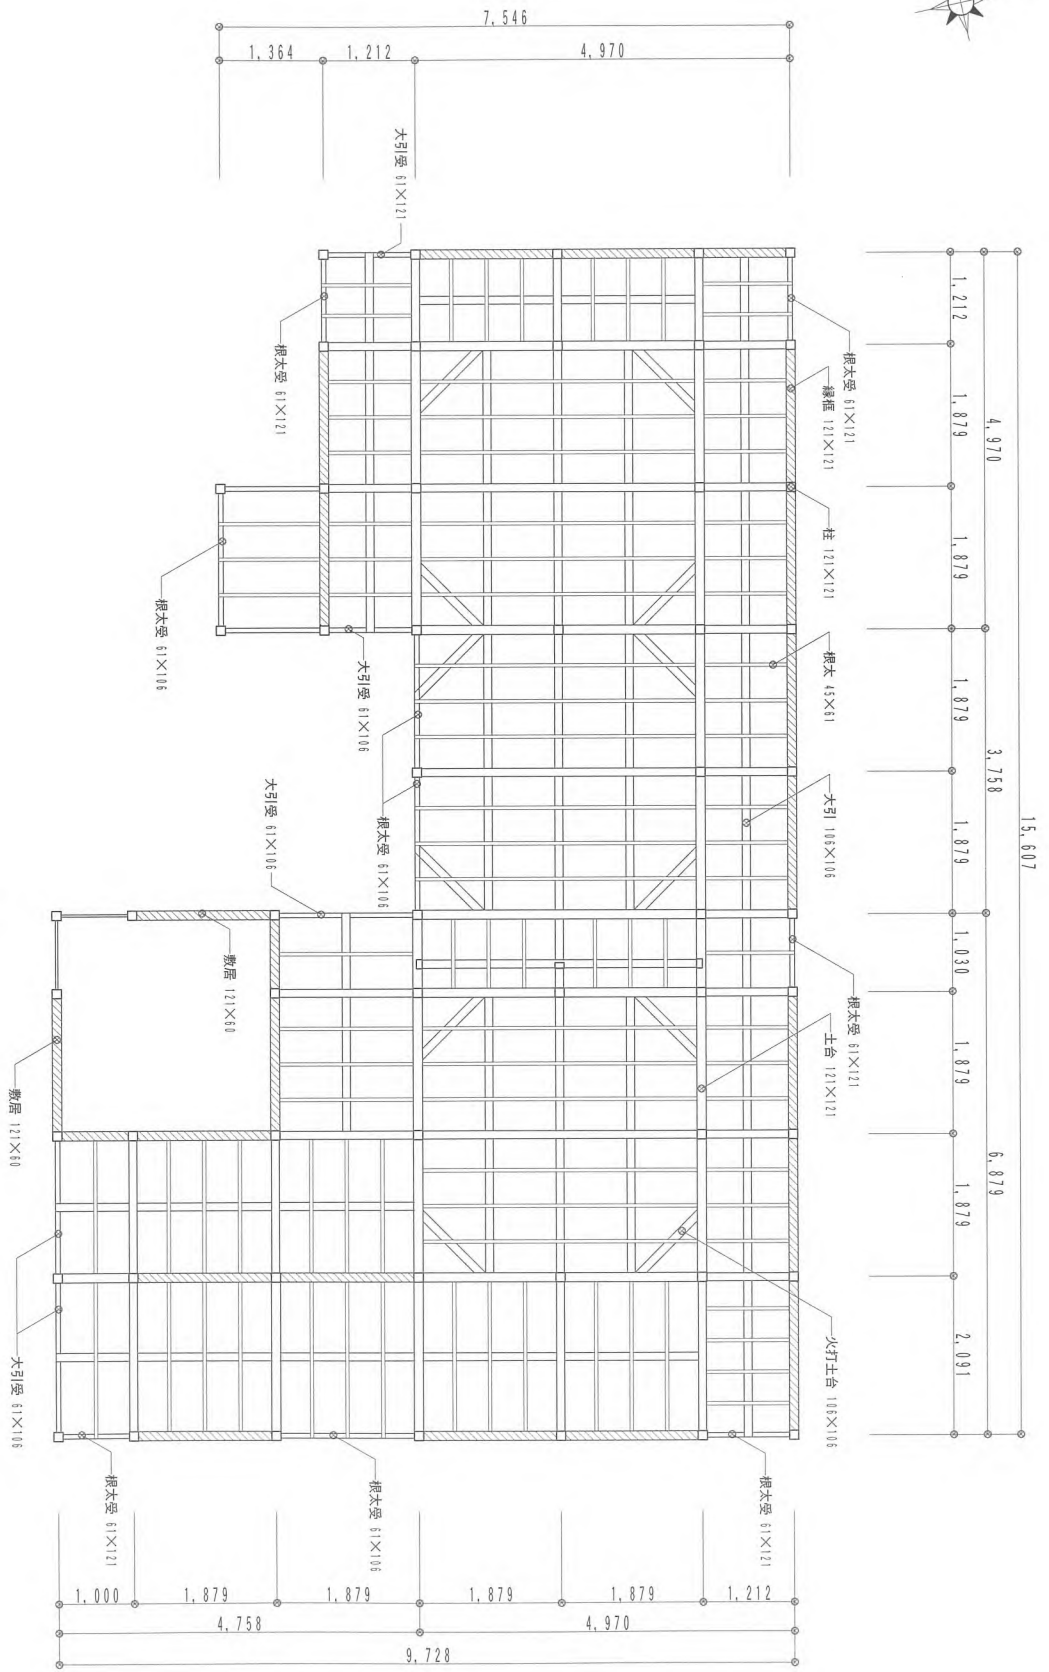 7,546
1,364
1,212
4,970
大引受 61×121
根太受 61×121
根太受 61×121
縁框 121×121
柱 121×121
根太受 61×106
大引受 61×106
根太 45×61
根太受 61×106
大引 106×106
大引受 61×106
敷居 121×60
根太受 61×121
土台 121×121
敷居 121×60
火打土台 106×106
大引受 61×106
根太受 61×121
根太受 61×106
根太受 61×121
1,212
1,879
1,879
1,879
1,879
1,030
1,879
1,879
2,091
4,970
3,758
6,879
15,607
1,000
1,879
1,879
1,879
1,879
1,212
4,758
4,970
9,728